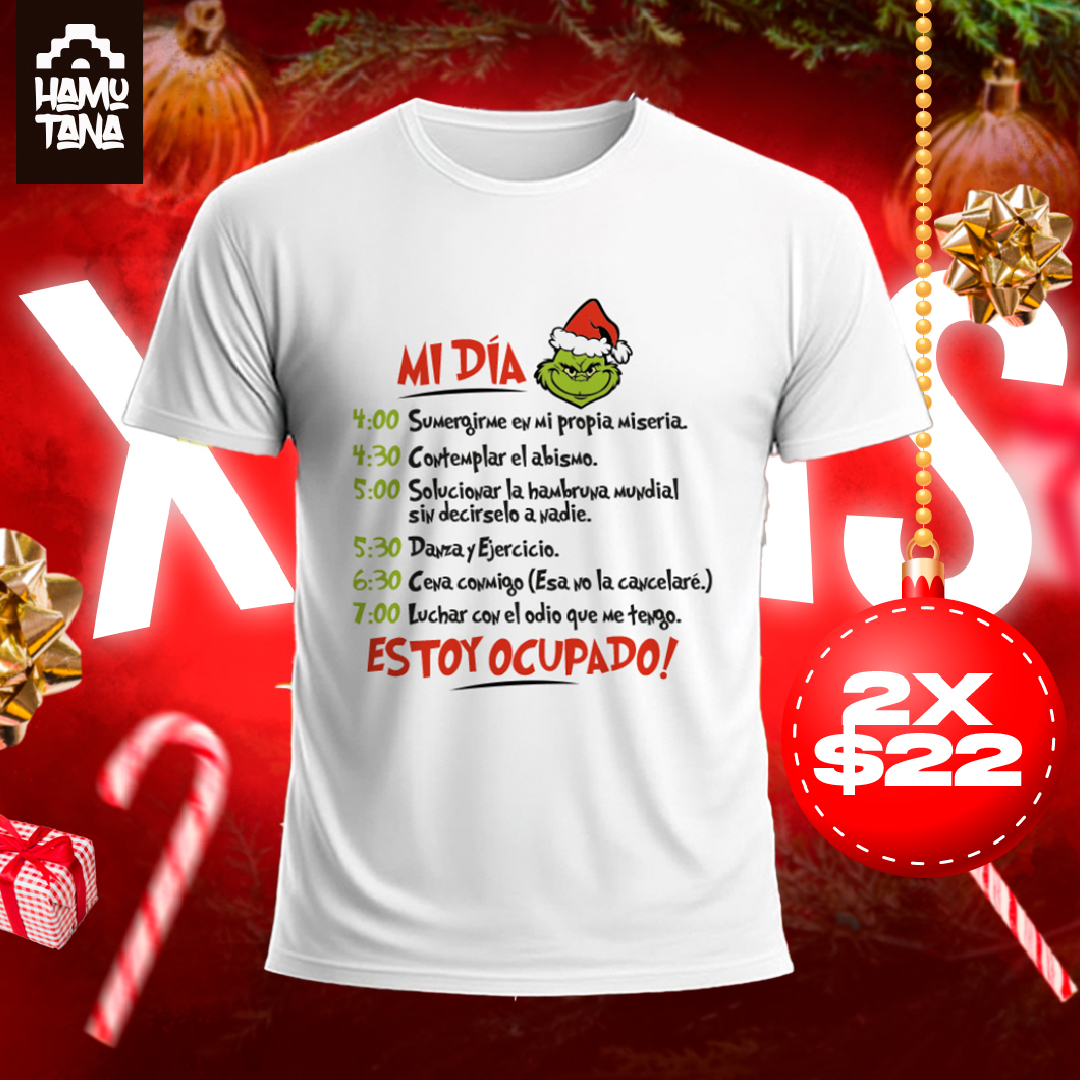 HAMU
TANA
XMAS
MI DÍA
4:00 Sumergirme en mi propia miseria.
4:30 Contemplar el abismo.
5:00 Solucionar la hambruna mundial
sin decirselo a nadie.
5:30 Danza y Ejercicio.
6:30 Cena conmigo (Esa no la cancelaré.)
7:00 Luchar con el odio que me tengo.
ESTOY OCUPADO!
2X
$22